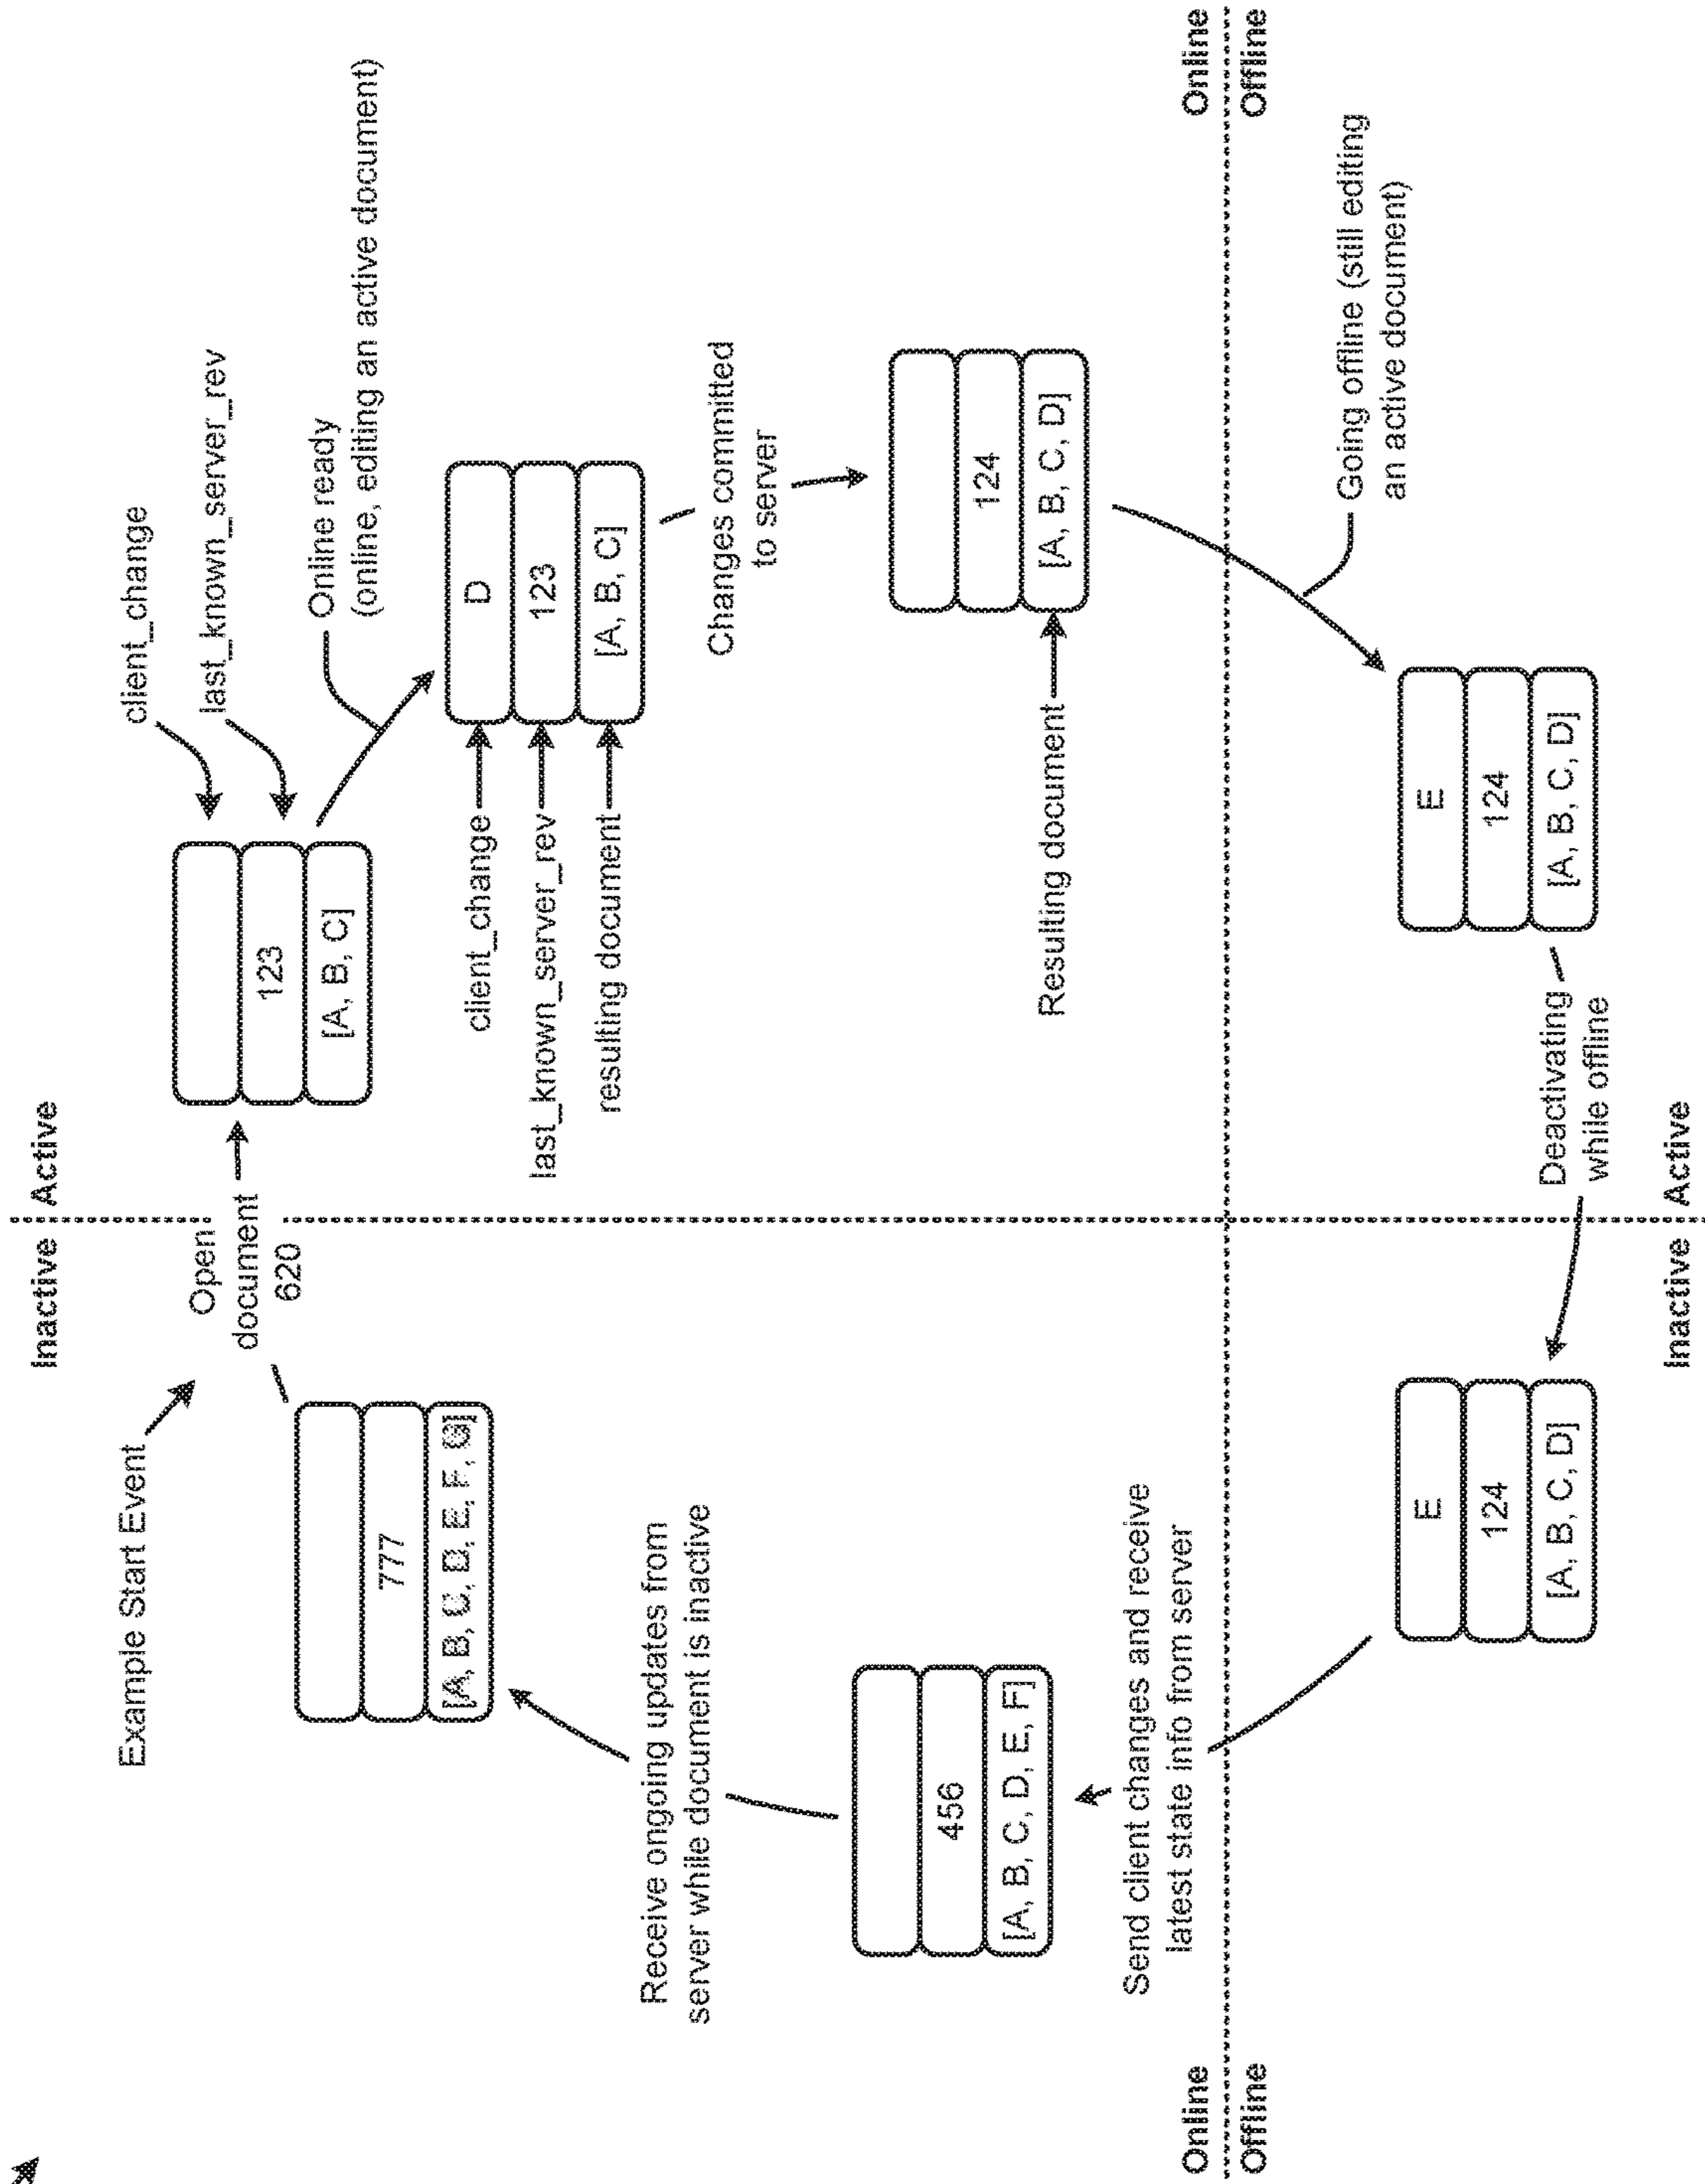 Inactive Active
Example Start Event
Open
document
620
client_change
last_known_server_rev
123
[A, B, C]
Online ready
(online, editing an active document)
777
[A, B, C, D, E, F, G]
client_change
last_known_server_rev
resulting document
D
123
[A, B, C]
Receive ongoing updates from
server while document is inactive
Changes committed
to server
456
[A, B, C, D, E, F]
Resulting document
124
[A, B, C, D]
Send client changes and receive
latest state info from server
Online
Offline
Online
Offline
Going offline (still editing
an active document)
E
124
[A, B, C, D]
E
124
[A, B, C, D]
Deactivating
while offline
Inactive Active